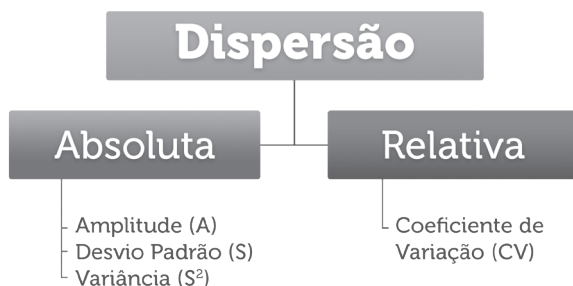 Dispersão
Absoluta
Amplitude (A)
Desvio Padrão (S)
Variância (S²)
Relativa
Coeficiente de
Variação (CV)